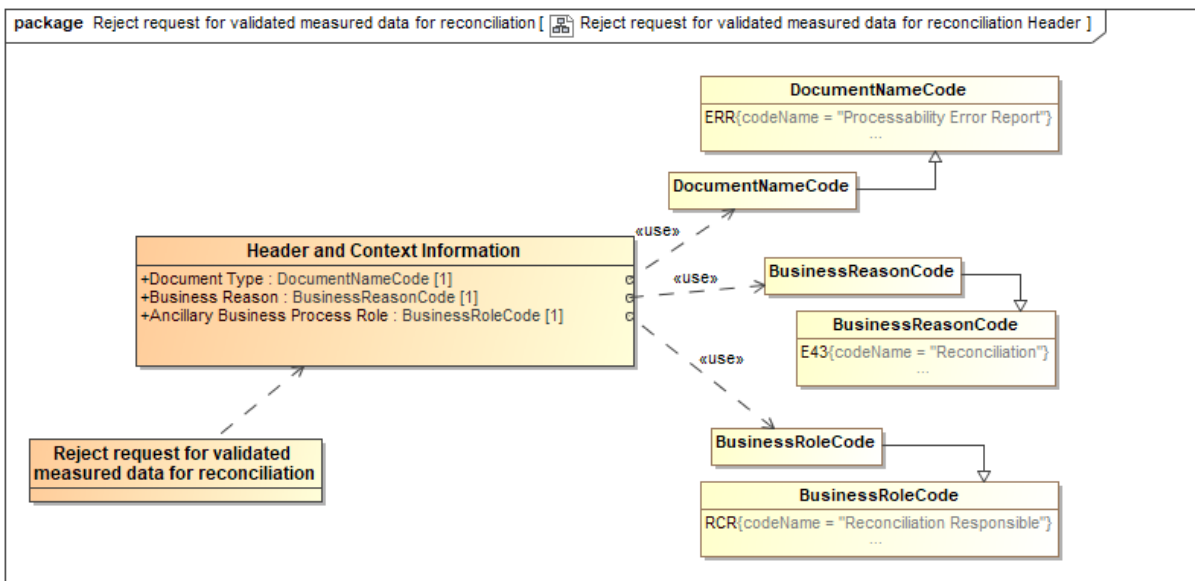 package Reject request for validated measured data for reconciliation [ Reject request for validated measured data for reconciliation Header ]
DocumentNameCode
ERR{codeName = "Processability Error Report"}
...
DocumentNameCode
«use»
Header and Context Information
+Document Type : DocumentNameCode [1]
+Business Reason : BusinessReasonCode [1]
+Ancillary Business Process Role : BusinessRoleCode [1]
«use»
BusinessReasonCode
BusinessReasonCode
E43{codeName = "Reconciliation"}
...
«use»
Reject request for validated
measured data for reconciliation
BusinessRoleCode
BusinessRoleCode
RCR{codeName = "Reconciliation Responsible"}
...